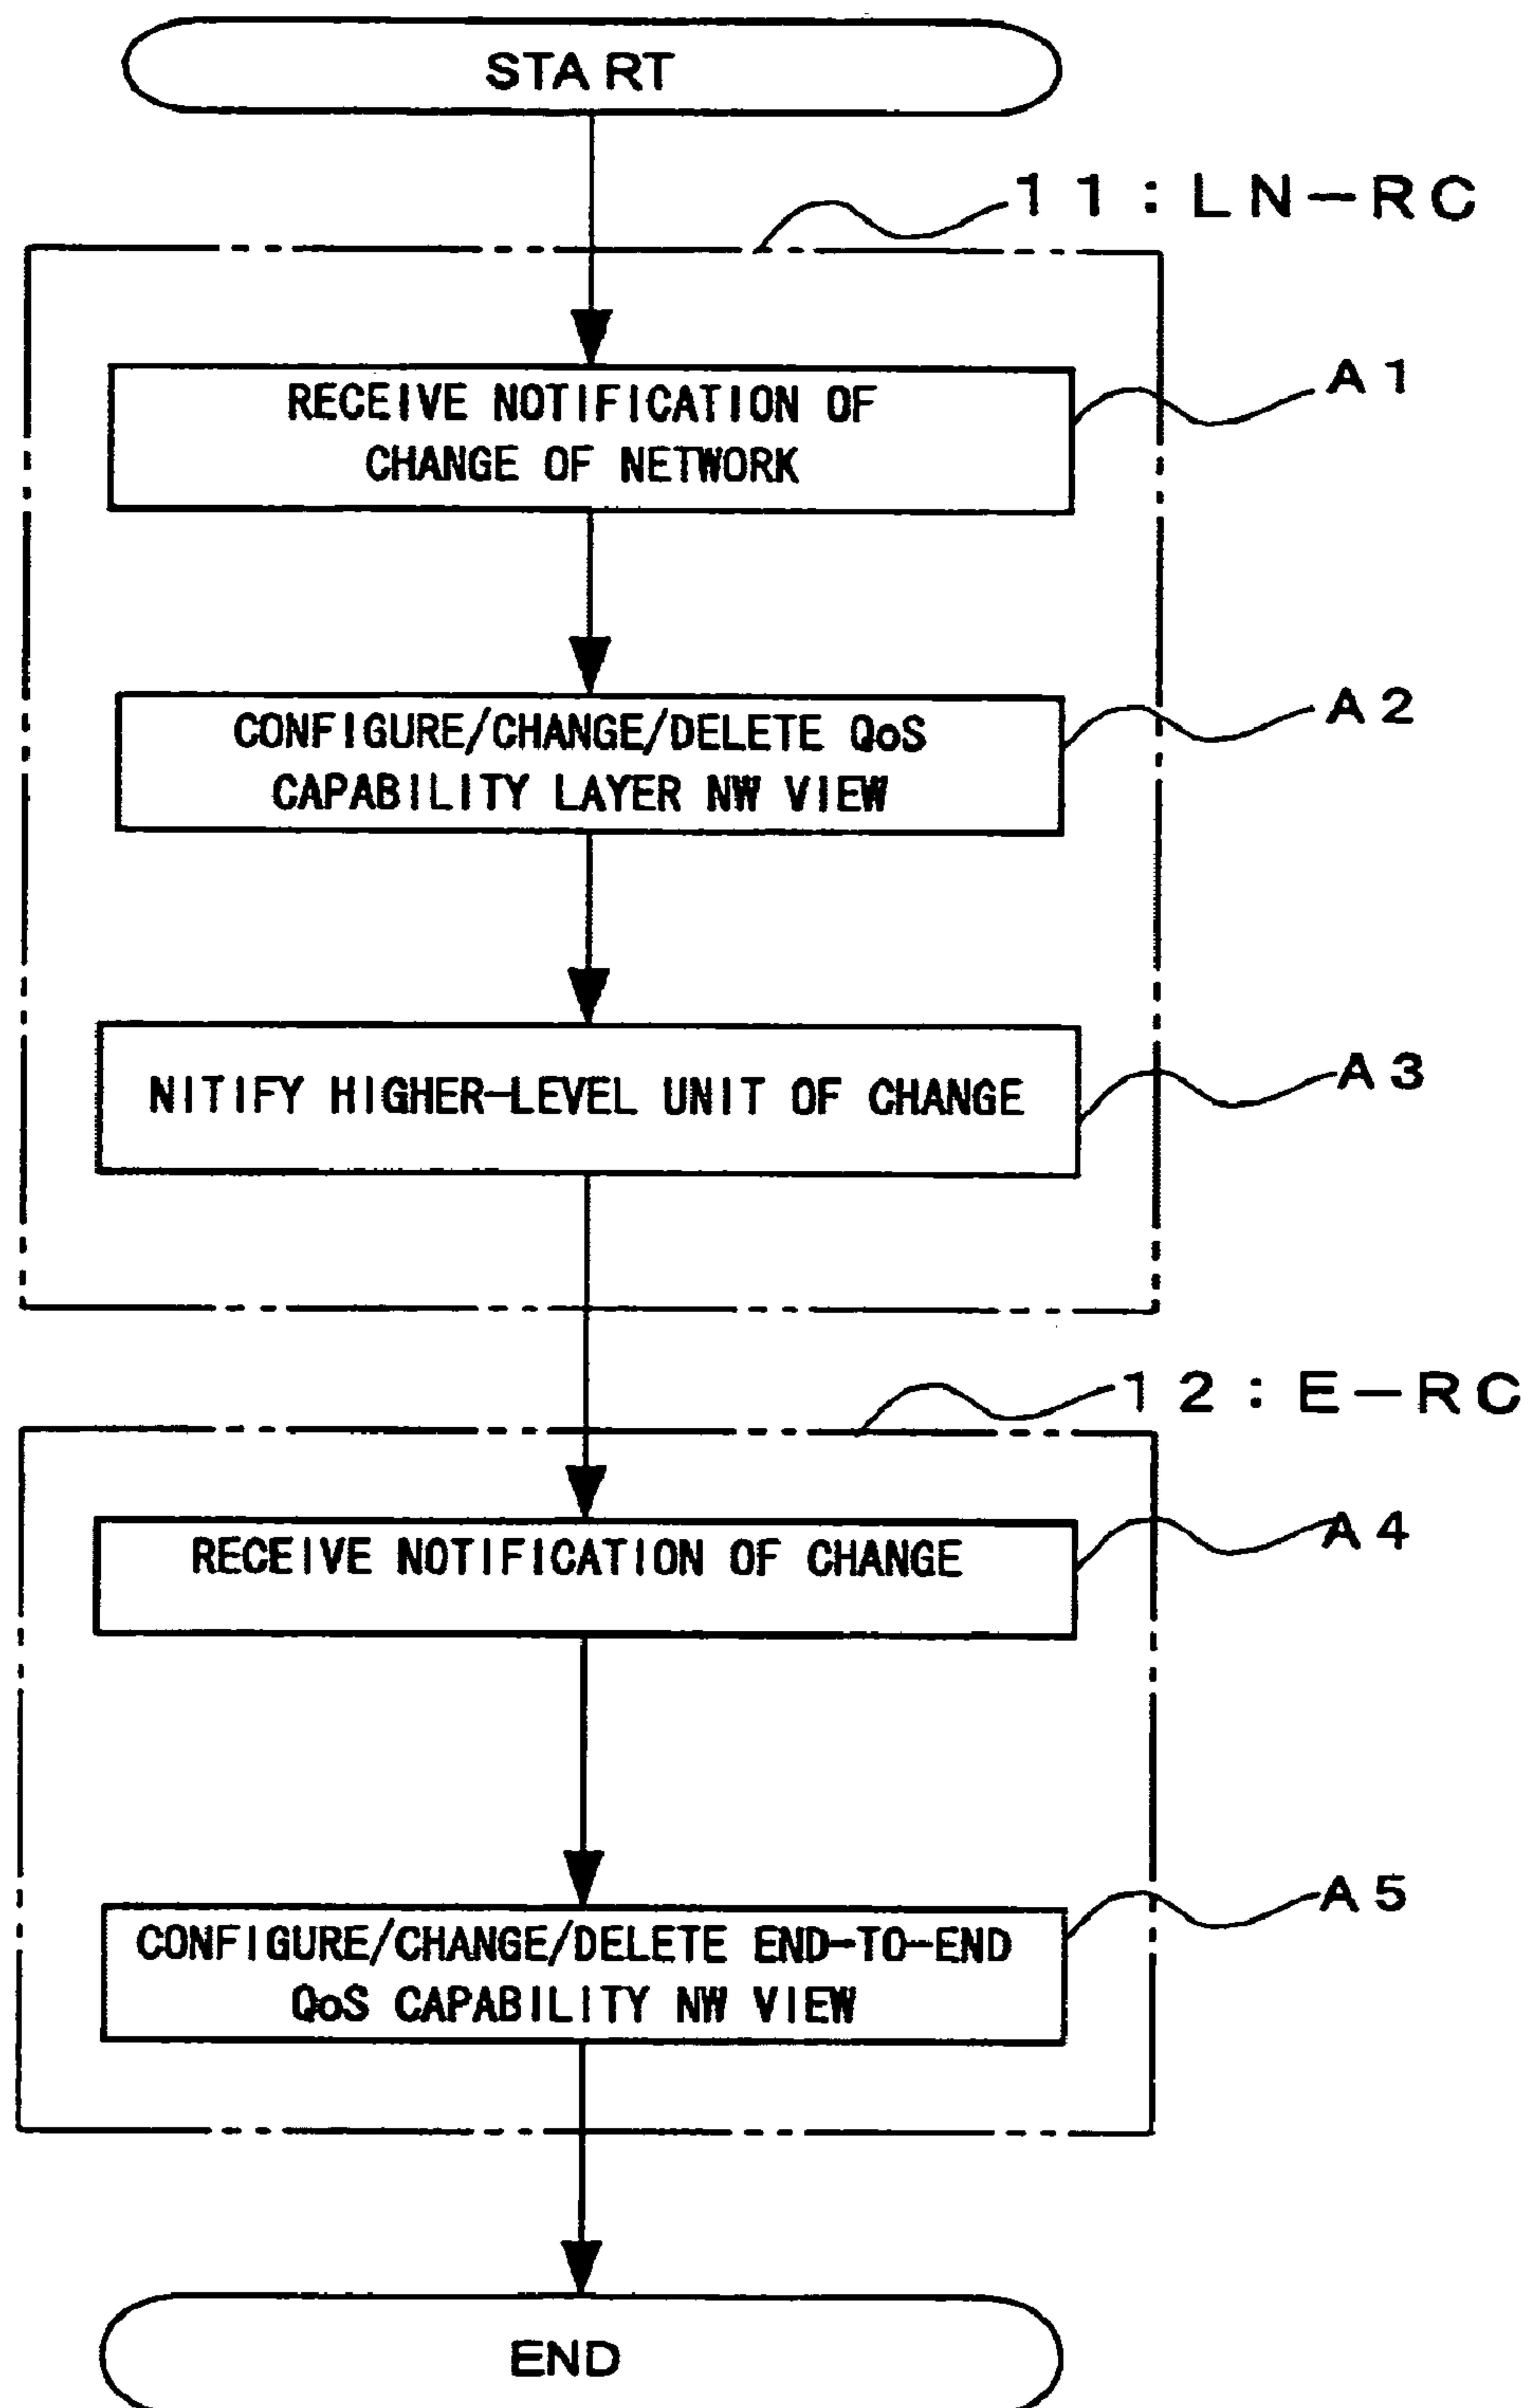 START
11:LN-RC
RECEIVE NOTIFICATION OF
CHANGE OF NETWORK
A1
CONFIGURE/CHANGE/DELETE QoS
CAPABILITY LAYER NW VIEW
A2
NITIFY HIGHER-LEVEL UNIT OF CHANGE
A3
12:E-RC
RECEIVE NOTIFICATION OF CHANGE
A4
CONFIGURE/CHANGE/DELETE END-TO-END
QoS CAPABILITY NW VIEW
A5
END